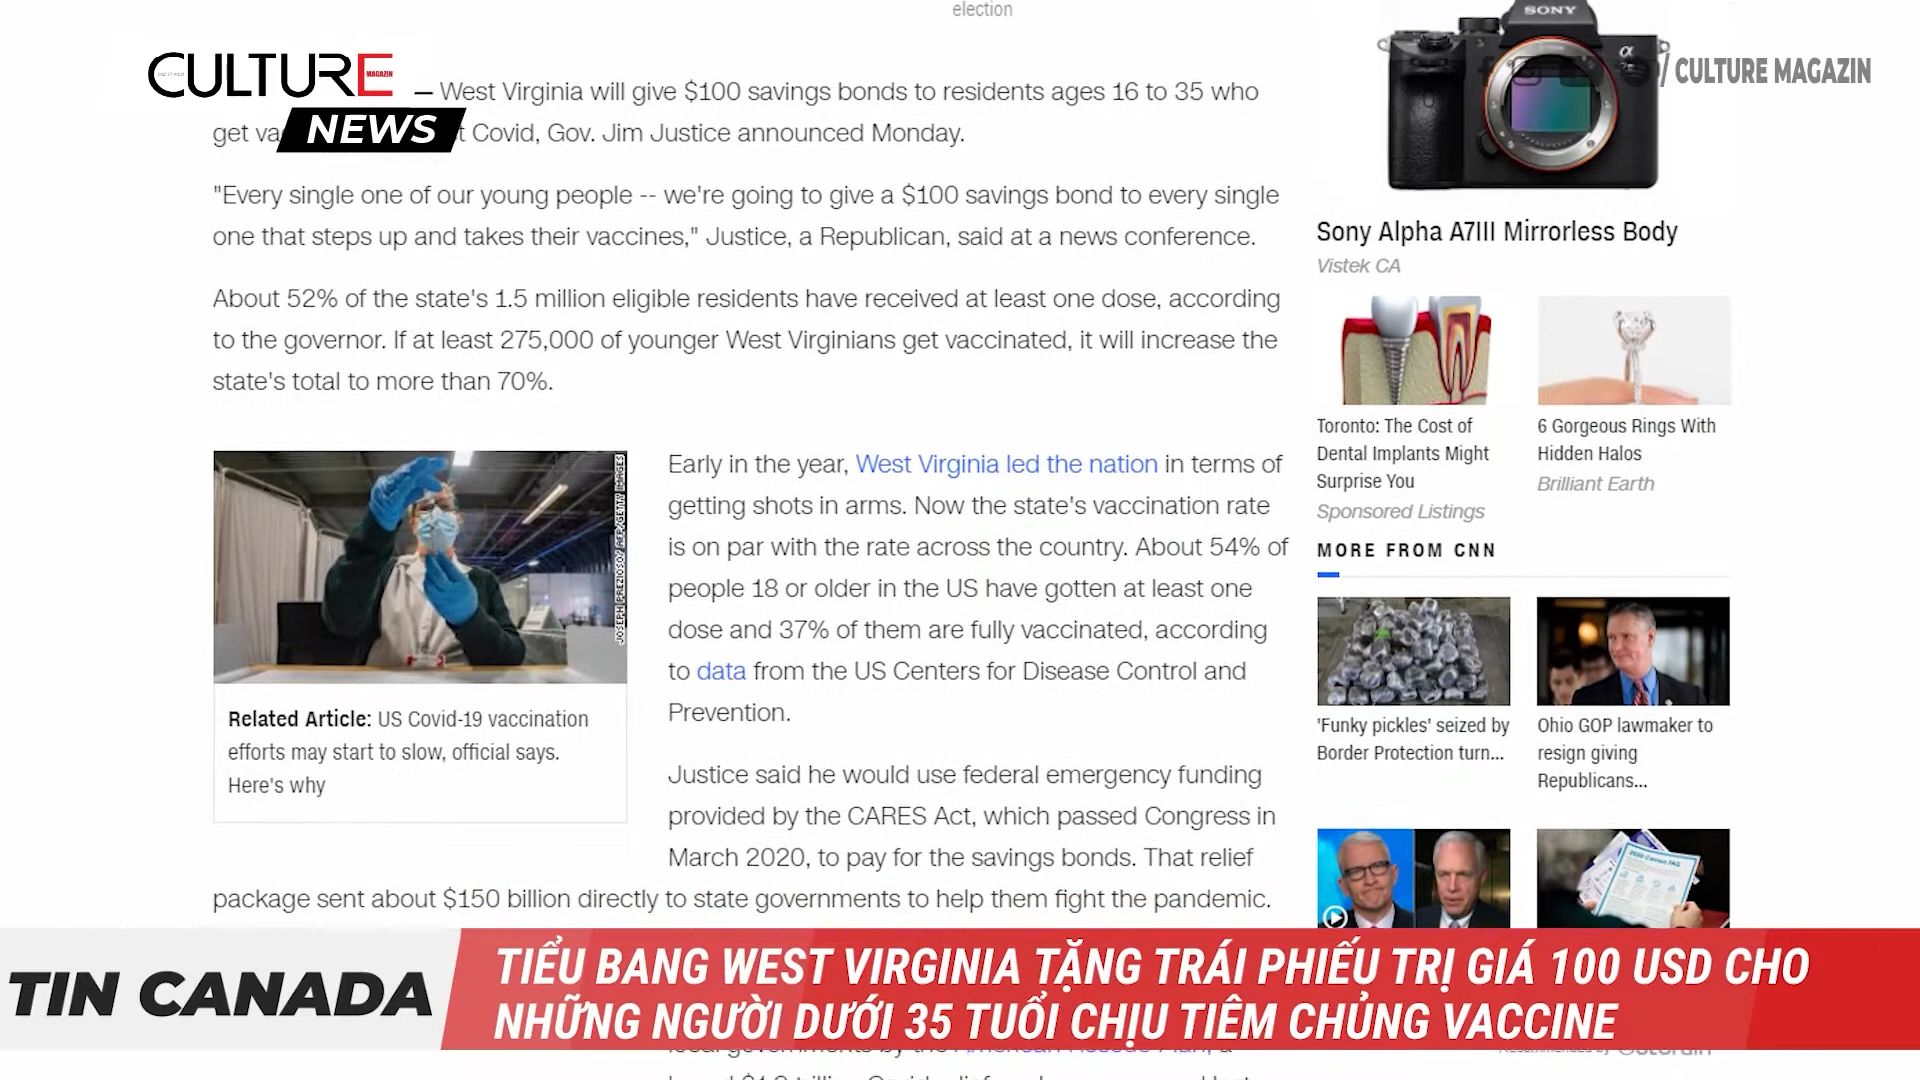 election
CULTURE
MAGAZIN
NEWS
— West Virginia will give $100 savings bonds to residents ages 16 to 35 who
get va t Covid, Gov. Jim Justice announced Monday.
"Every single one of our young people -- we're going to give a $100 savings bond to every single
one that steps up and takes their vaccines," Justice, a Republican, said at a news conference.
About 52% of the state's 1.5 million eligible residents have received at least one dose, according
to the governor. If at least 275,000 of younger West Virginians get vaccinated, it will increase the
state's total to more than 70%.
JOSEPH PREZIOSO/AFP/GETTY IMAGES
Related Article: US Covid-19 vaccination
efforts may start to slow, official says.
Here's why
Early in the year, West Virginia led the nation in terms of
getting shots in arms. Now the state's vaccination rate
is on par with the rate across the country. About 54% of
people 18 or older in the US have gotten at least one
dose and 37% of them are fully vaccinated, according
to data from the US Centers for Disease Control and
Prevention.
Justice said he would use federal emergency funding
provided by the CARES Act, which passed Congress in
March 2020, to pay for the savings bonds. That relief
package sent about $150 billion directly to state governments to help them fight the pandemic.
SONY
α
/ CULTURE MAGAZIN
Sony Alpha A7III Mirrorless Body
Vistek CA
Toronto: The Cost of
Dental Implants Might
Surprise You
Sponsored Listings
6 Gorgeous Rings With
Hidden Halos
Brilliant Earth
MORE FROM CNN
'Funky pickles' seized by
Border Protection turn...
Ohio GOP lawmaker to
resign giving
Republicans...
TIN CANADA
TIỂU BANG WEST VIRGINIA TẶNG TRÁI PHIẾU TRỊ GIÁ 100 USD CHO
NHỮNG NGƯỜI DƯỚI 35 TUỔI CHỊU TIÊM CHỦNG VACCINE